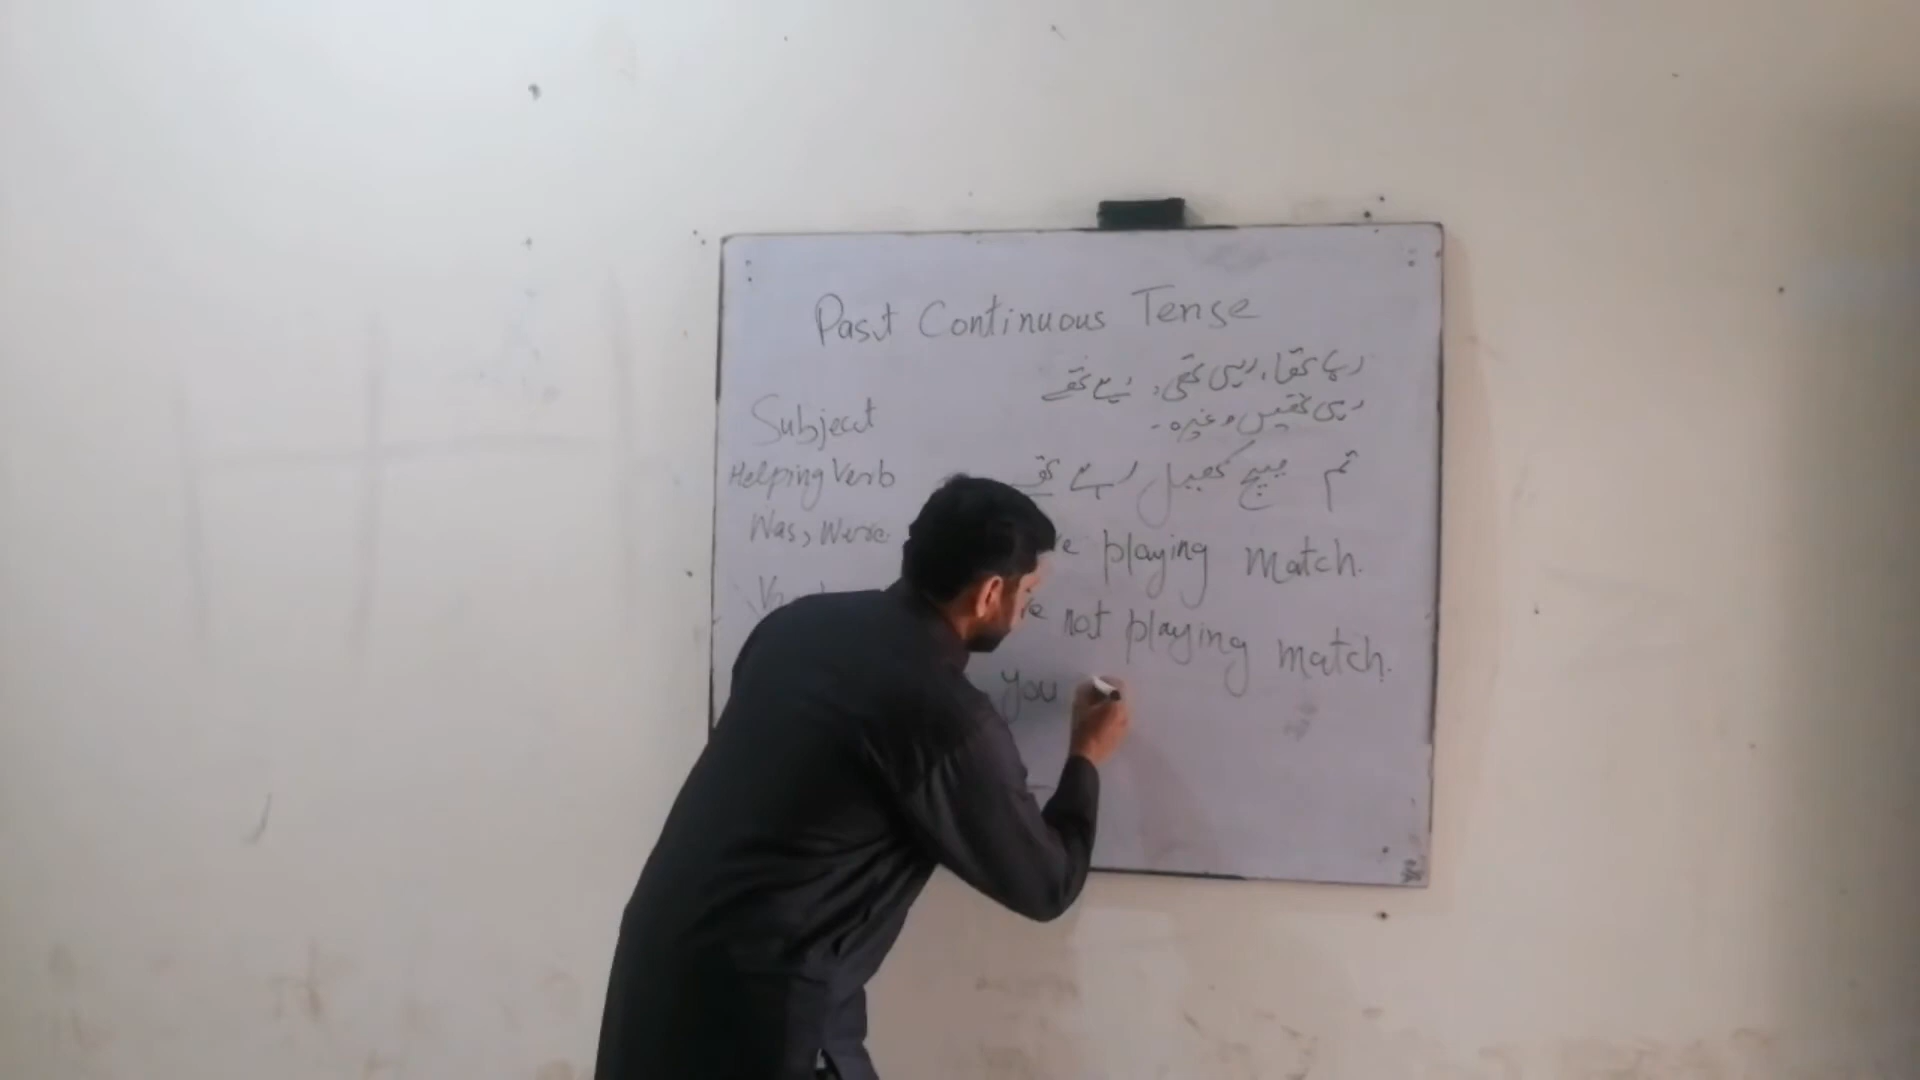 Past Continuous Tense
رہا تھا، رہی تھی، رہے تھے
رہی تھیں وغیرہ۔
Subject
تم میچ کھیل رہے تھے
Helping Verb
Was, Were
playing match.
not playing match.
you